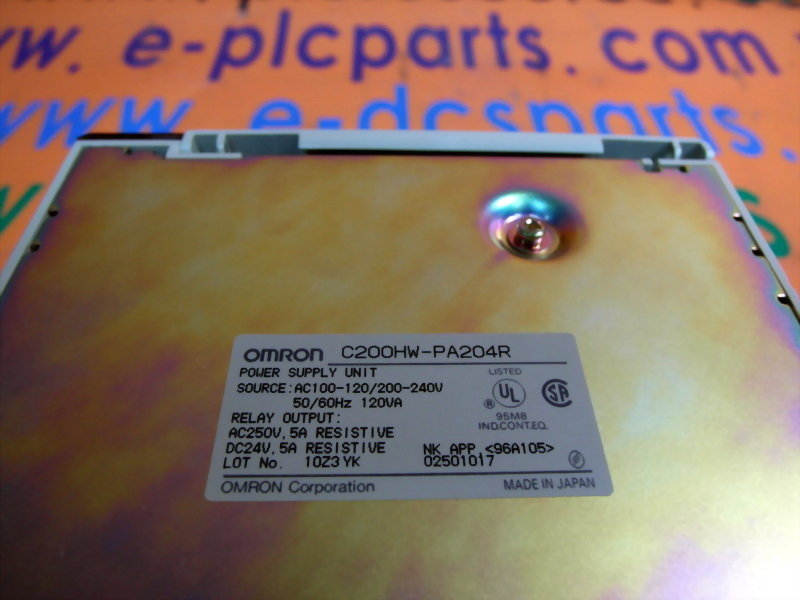 www.e-plcparts.com
www.e-dcsparts.
OMRON C200HW-PA204R
POWER SUPPLY UNIT
SOURCE:AC100-120/200-240V
50/60Hz 120VA
RELAY OUTPUT:
AC250V,5A RESISTIVE
DC24V,5A RESISTIVE
LOT No. 10Z3YK
LISTED
UL
®
SA
95M8
IND.CONT.EQ.
NK APP <96A105>
02501017
OMRON Corporation
MADE IN JAPAN